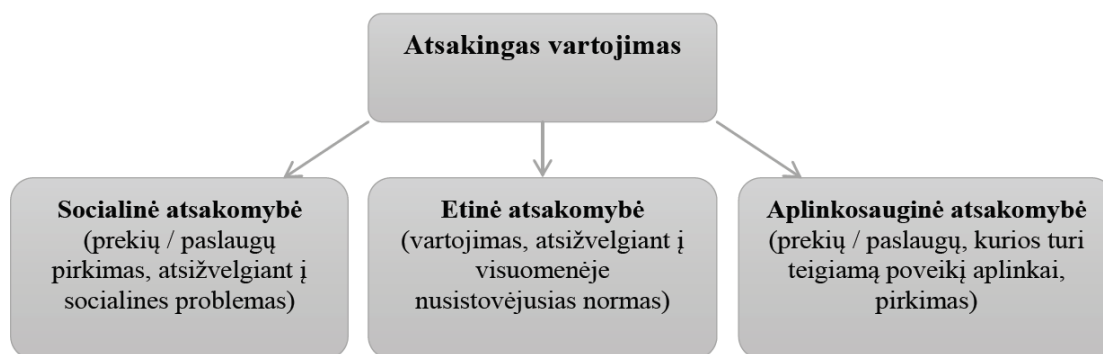 Atsakingas vartojimas
Socialinė atsakomybė
(prekių / paslaugų
pirkimas, atsižvelgiant į
socialines problemas)
Etinė atsakomybė
(vartojimas, atsižvelgiant į
visuomenėje
nusistovėjusias normas)
Aplinkosauginė atsakomybė
(prekių / paslaugų, kurios turi
teigiamą poveikį aplinkai,
pirkimas)